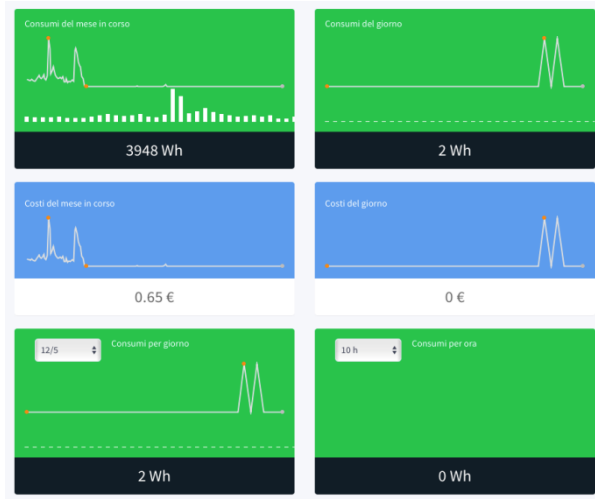 Consumi del mese in corso
3948 Wh
Consumi del giorno
2 Wh
Costi del mese in corso
0.65 €
Costi del giorno
0 €
12/5
Consumi per giorno
2 Wh
10 h
Consumi per ora
0 Wh